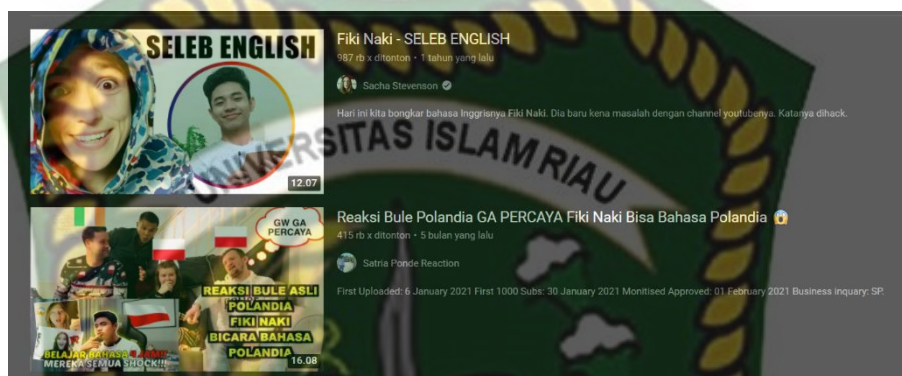 SELEB ENGLISH
12.07
Fiki Naki - SELEB ENGLISH
987 rb x ditonton • 1 tahun yang lalu
Sacha Stevenson
Hari ini kita bongkar bahasa Inggrisnya Fiki Naki. Dia baru kena masalah dengan channel youtubenya. Katanya dihack.
UNIVERSITAS ISLAM RIAU
GW GA
PERCAYA
REAKSI BULE ASLI
POLANDIA
FIKI NAKI
BICARA BAHASA
POLANDIA
BELAJAR BAHASA 4 JAM!!
MEREKA SEMUA SHOCK!!!
16.08
Reaksi Bule Polandia GA PERCAYA Fiki Naki Bisa Bahasa Polandia 😱
415 rb x ditonton • 5 bulan yang lalu
Satria Ponde Reaction
First Uploaded: 6 January 2021 First 1000 Subs: 30 January 2021 Monitised Approved: 01 February 2021 Business inquary: SP.